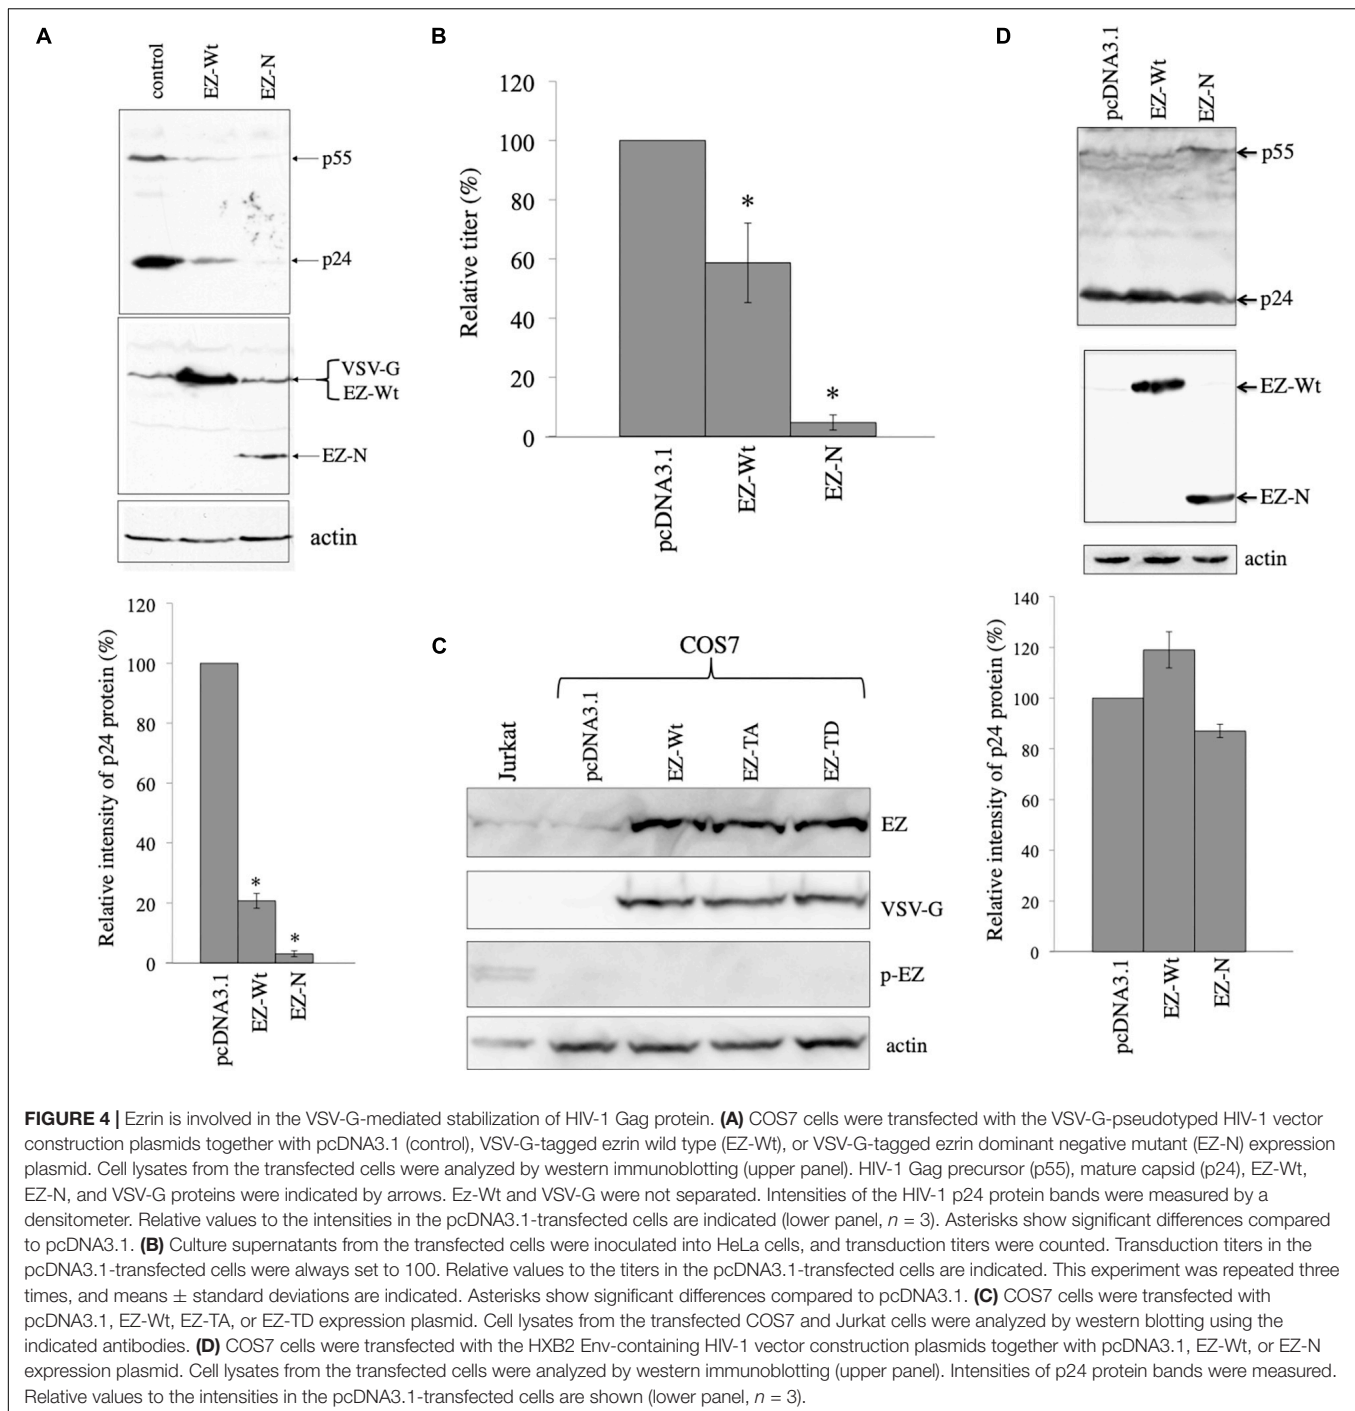 A
control
EZ-Wt
EZ-N
p55
p24
VSV-G
EZ-Wt
EZ-N
actin
Relative intensity of p24 protein (%)
120
100
80
60
40
20
0
*
*
pcDNA3.1
EZ-Wt
EZ-N
B
Relative titer (%)
120
100
80
60
40
20
0
*
*
pcDNA3.1
EZ-Wt
EZ-N
C
COS7
Jurkat
pcDNA3.1
EZ-Wt
EZ-TA
EZ-TD
EZ
VSV-G
p-EZ
actin
D
pcDNA3.1
EZ-Wt
EZ-N
p55
p24
EZ-Wt
EZ-N
actin
Relative intensity of p24 protein (%)
140
120
100
80
60
40
20
0
pcDNA3.1
EZ-Wt
EZ-N
FIGURE 4 | Ezrin is involved in the VSV-G-mediated stabilization of HIV-1 Gag protein. (A) COS7 cells were transfected with the VSV-G-pseudotyped HIV-1 vector
construction plasmids together with pcDNA3.1 (control), VSV-G-tagged ezrin wild type (EZ-Wt), or VSV-G-tagged ezrin dominant negative mutant (EZ-N) expression
plasmid. Cell lysates from the transfected cells were analyzed by western immunoblotting (upper panel). HIV-1 Gag precursor (p55), mature capsid (p24), EZ-Wt,
EZ-N, and VSV-G proteins were indicated by arrows. Ez-Wt and VSV-G were not separated. Intensities of the HIV-1 p24 protein bands were measured by a
densitometer. Relative values to the intensities in the pcDNA3.1-transfected cells are indicated (lower panel, n = 3). Asterisks show significant differences compared
to pcDNA3.1. (B) Culture supernatants from the transfected cells were inoculated into HeLa cells, and transduction titers were counted. Transduction titers in the
pcDNA3.1-transfected cells were always set to 100. Relative values to the titers in the pcDNA3.1-transfected cells are indicated. This experiment was repeated three
times, and means ± standard deviations are indicated. Asterisks show significant differences compared to pcDNA3.1. (C) COS7 cells were transfected with
pcDNA3.1, EZ-Wt, EZ-TA, or EZ-TD expression plasmid. Cell lysates from the transfected COS7 and Jurkat cells were analyzed by western blotting using the
indicated antibodies. (D) COS7 cells were transfected with the HXB2 Env-containing HIV-1 vector construction plasmids together with pcDNA3.1, EZ-Wt, or EZ-N
expression plasmid. Cell lysates from the transfected cells were analyzed by western immunoblotting (upper panel). Intensities of p24 protein bands were measured.
Relative values to the intensities in the pcDNA3.1-transfected cells are shown (lower panel, n = 3).